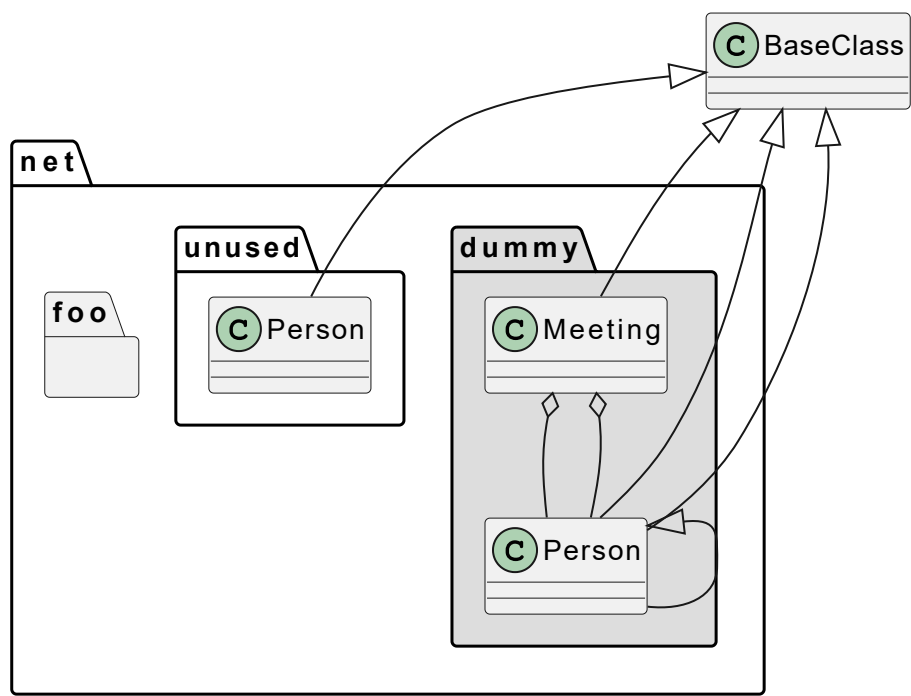 C BaseClass
net
unused
dummy
foo
C Person
C Meeting
C Person